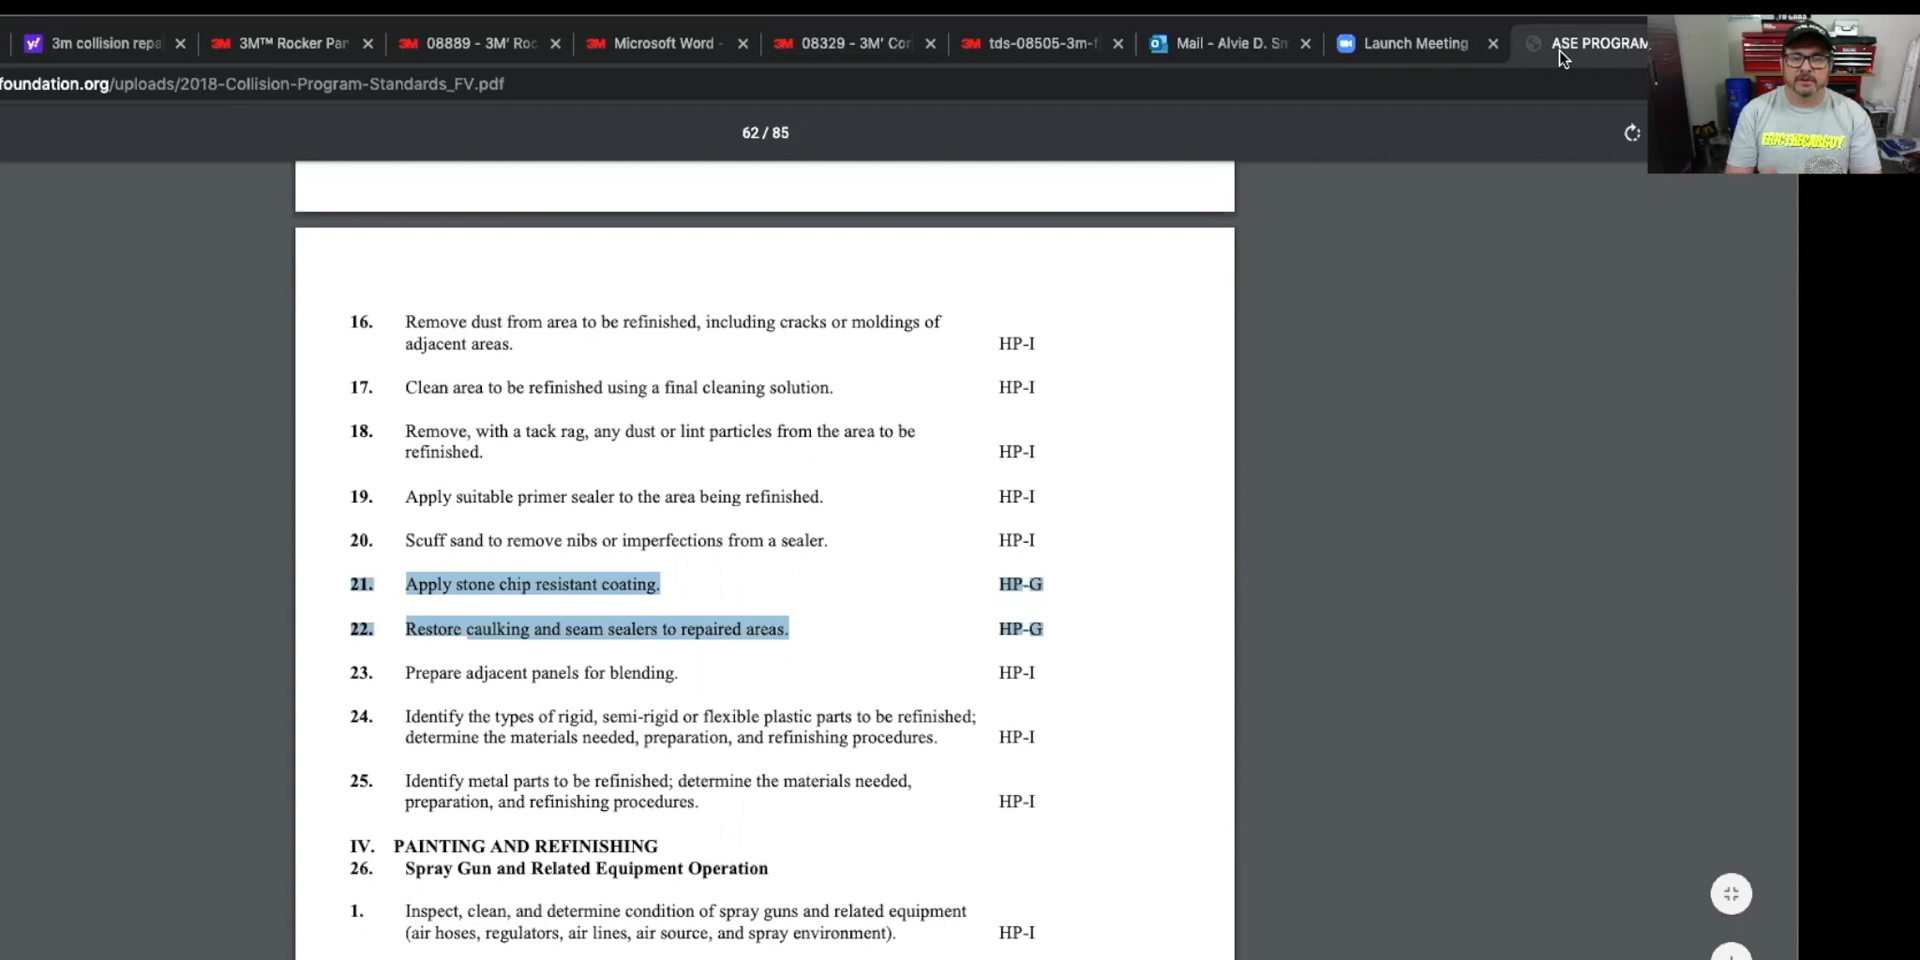 3m collision repa
3M™ Rocker Par
08889 - 3M’ Roc
Microsoft Word -
08329 - 3M’ Cor
tds-08505-3m-f
Mail - Alvie D. Sm
Launch Meeting
ASE PROGRAM
foundation.org/uploads/2018-Collision-Program-Standards_FV.pdf
62 / 85
ERICTHECARGUY
16. Remove dust from area to be refinished, including cracks or moldings of
adjacent areas. HP-I
17. Clean area to be refinished using a final cleaning solution. HP-I
18. Remove, with a tack rag, any dust or lint particles from the area to be
refinished. HP-I
19. Apply suitable primer sealer to the area being refinished. HP-I
20. Scuff sand to remove nibs or imperfections from a sealer. HP-I
21. Apply stone chip resistant coating. HP-G
22. Restore caulking and seam sealers to repaired areas. HP-G
23. Prepare adjacent panels for blending. HP-I
24. Identify the types of rigid, semi-rigid or flexible plastic parts to be refinished;
determine the materials needed, preparation, and refinishing procedures. HP-I
25. Identify metal parts to be refinished; determine the materials needed,
preparation, and refinishing procedures. HP-I
IV. PAINTING AND REFINISHING
26. Spray Gun and Related Equipment Operation
1. Inspect, clean, and determine condition of spray guns and related equipment
(air hoses, regulators, air lines, air source, and spray environment). HP-I